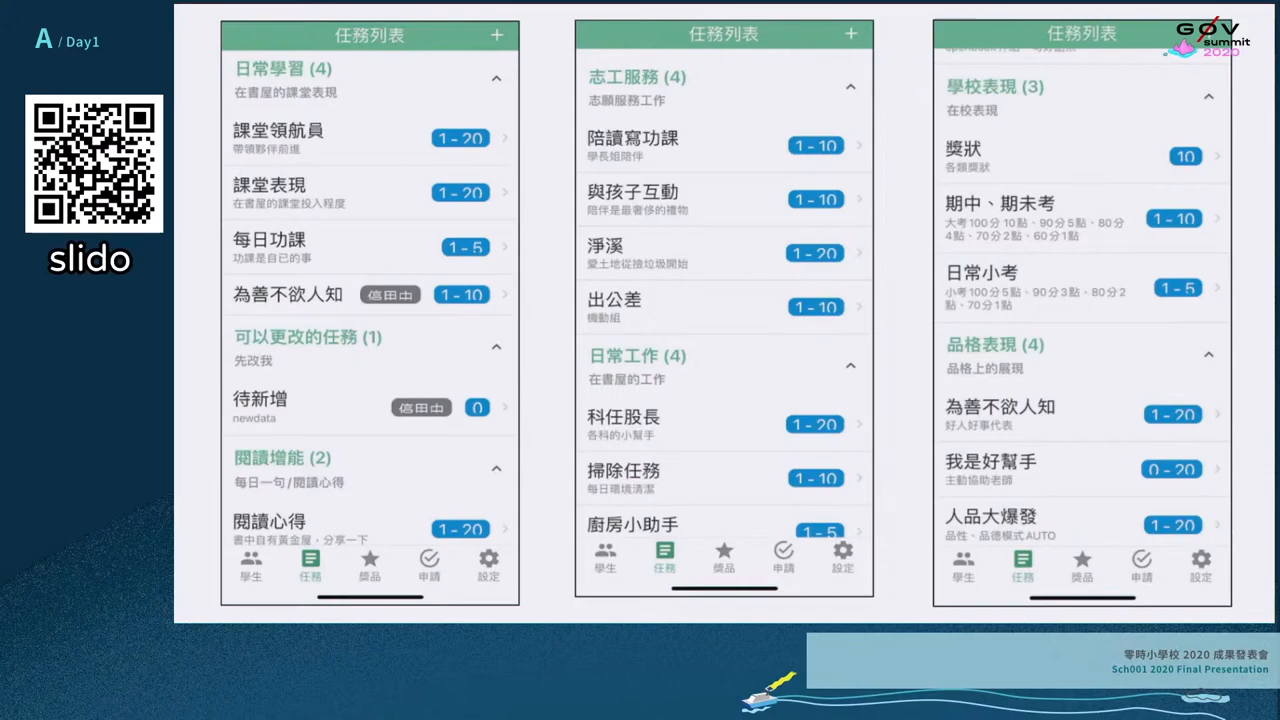 A / Day1
slido
任務列表 +
日常學習 (4)
在書屋的課堂表現
課堂領航員
帶領夥伴前進
1 - 20
課堂表現
在書屋的課堂投入程度
1 - 20
每日功課
功課是自己的事
1 - 5
為善不欲人知 停用中 1 - 10
可以更改的任務 (1)
先改我
待新增
newdata
停用中 0
閱讀增能 (2)
每日一句/閱讀心得
閱讀心得
書中自有黃金屋，分享一下
1 - 20
學生 任務 獎品 申請 設定
任務列表 +
志工服務 (4)
志願服務工作
陪讀寫功課
學長姐陪伴
1 - 10
與孩子互動
陪伴是最奢侈的禮物
1 - 10
淨溪
愛土地從撿垃圾開始
1 - 20
出公差
機動組
1 - 10
日常工作 (4)
在書屋的工作
科任股長
各科的小幫手
1 - 20
掃除任務
每日環境清潔
1 - 10
廚房小助手
1 - 5
學生 任務 獎品 申請 設定
任務列表
學校表現 (3)
在校表現
獎狀
各類獎狀
10
期中、期未考
大考100分10點、90分5點、80分
4點、70分2點、60分1點
1 - 10
日常小考
小考100分5點、90分3點、80分2
點、70分1點
1 - 5
品格表現 (4)
品格上的展現
為善不欲人知
好人好事代表
1 - 20
我是好幫手
主動協助老師
0 - 20
人品大爆發
品性、品德模式AUTO
1 - 20
學生 任務 獎品 申請 設定
GØV
summit
2020
零時小學校 2020 成果發表會
Sch001 2020 Final Presentation